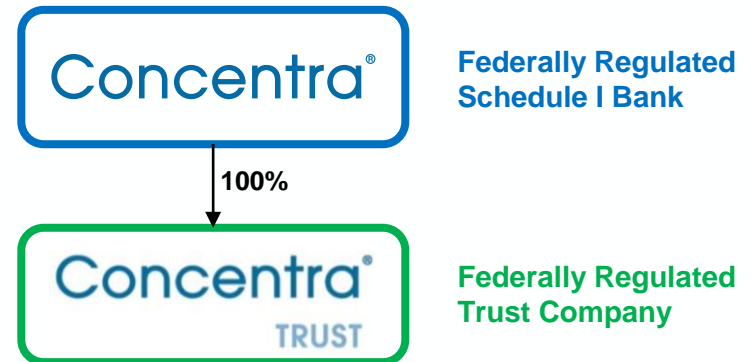 Concentra®
Federally Regulated
Schedule I Bank
100%
Concentra®
TRUST
Federally Regulated
Trust Company